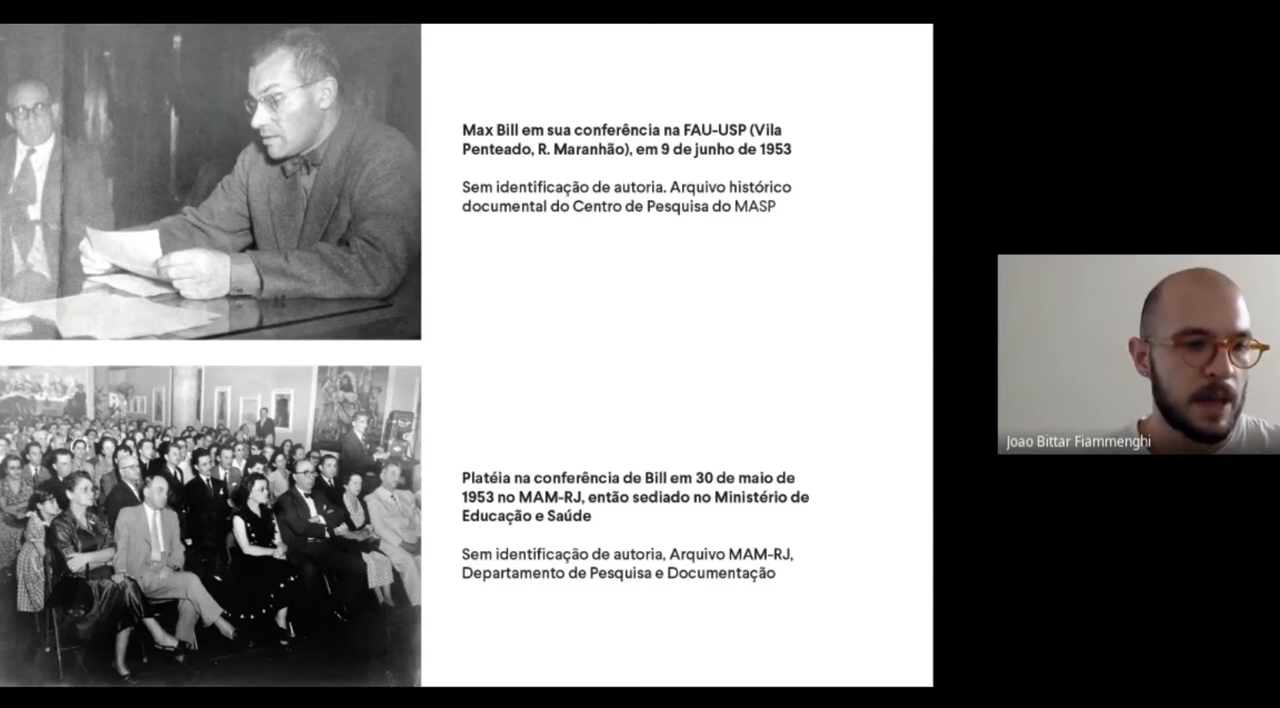 Max Bill em sua conferência na FAU-USP (Vila
Penteado, R. Maranhão), em 9 de junho de 1953
Sem identificação de autoria. Arquivo histórico
documental do Centro de Pesquisa do MASP
Platéia na conferência de Bill em 30 de maio de
1953 no MAM-RJ, então sediado no Ministério de
Educação e Saúde
Sem identificação de autoria, Arquivo MAM-RJ,
Departamento de Pesquisa e Documentação
Joao Bittar Fiammenghi